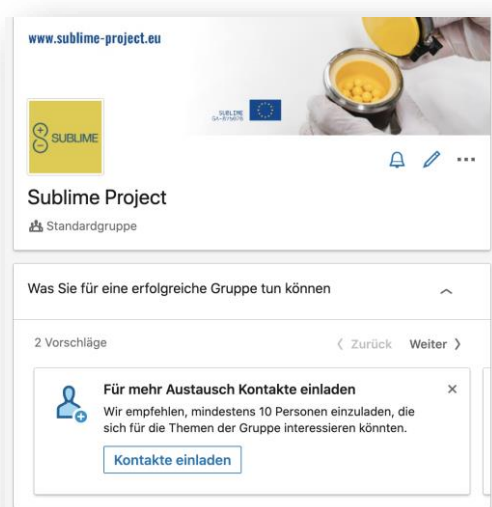 www.sublime-project.eu
SUBLIME
SUBLIME
Sublime Project
Standardgruppe
Was Sie für eine erfolgreiche Gruppe tun können
2 Vorschläge
Zurück Weiter
Für mehr Austausch Kontakte einladen
Wir empfehlen, mindestens 10 Personen einzuladen, die
sich für die Themen der Gruppe interessieren könnten.
Kontakte einladen